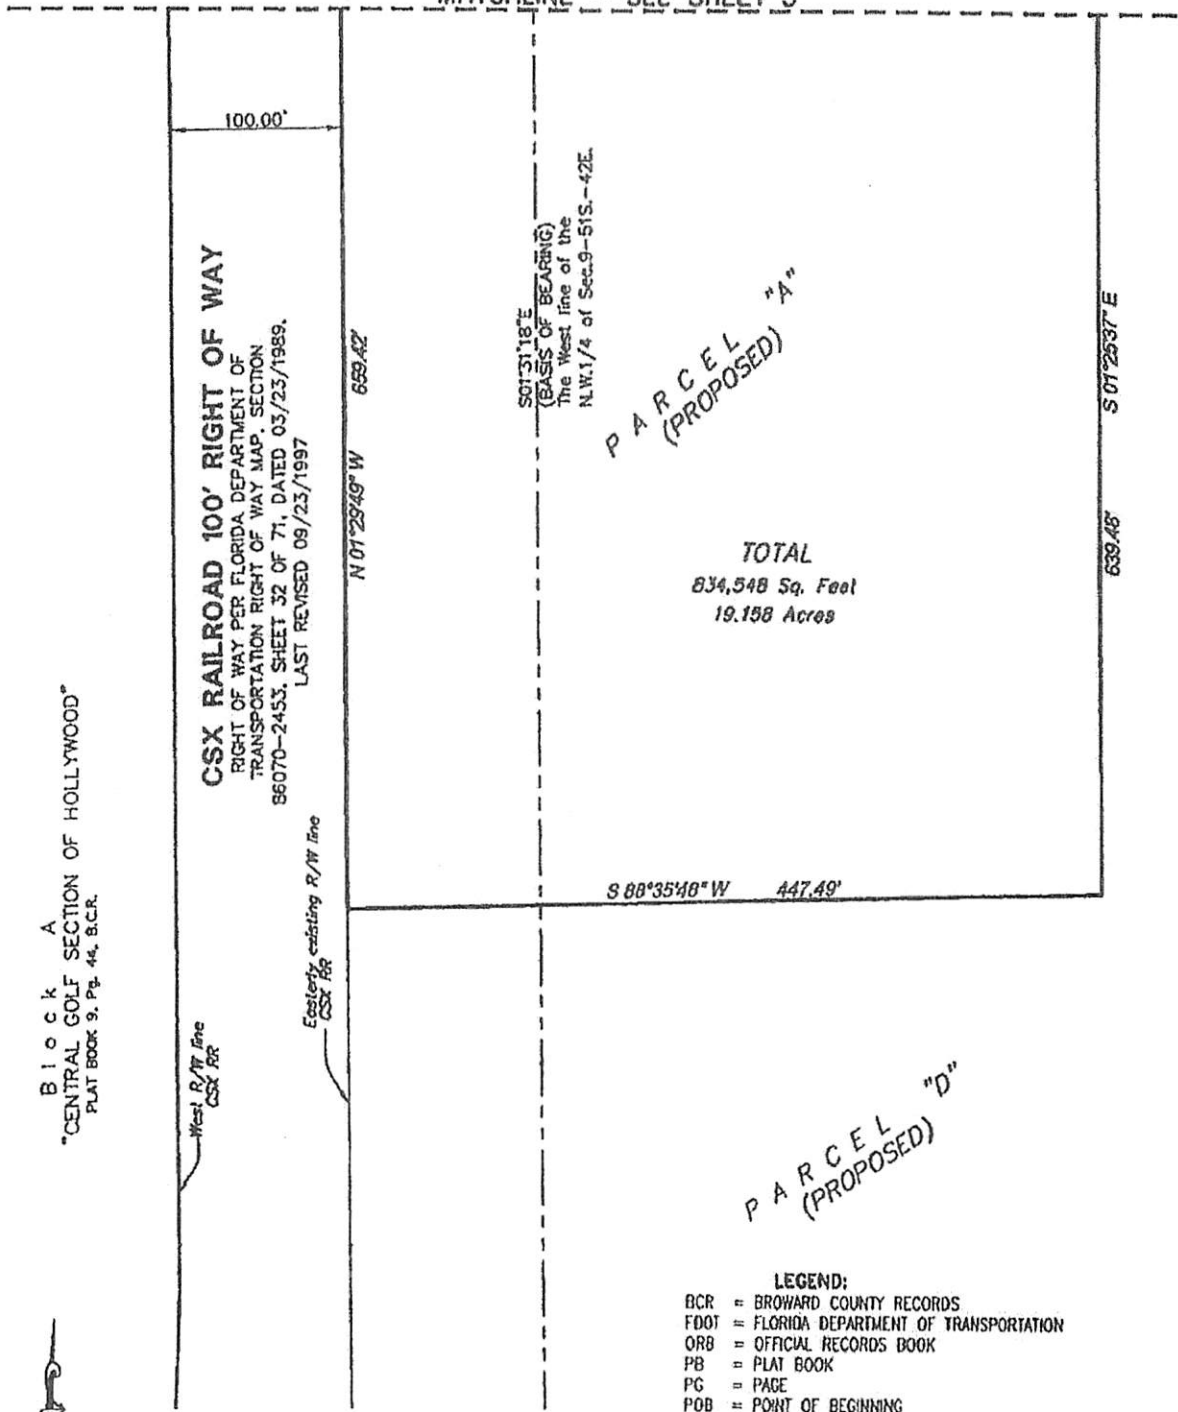 MATCHLINE - SEE SHEET 3
100.00'
CSX RAILROAD 100' RIGHT OF WAY
RIGHT OF WAY PER FLORIDA DEPARTMENT OF
TRANSPORTATION RIGHT OF WAY MAP. SECTION
86070-2453. SHEET 32 OF 71, DATED 03/23/1989.
LAST REVISED 09/23/1997
N 01°29'49" W 659.42'
S01°31'18"E
(BASIS OF BEARING)
The West line of the
N.W.1/4 of Sec.9-51S.-42E.
PARCEL "A"
(PROPOSED)
S 01°25'37" E
639.48'
TOTAL
834,548 Sq. Feet
19.158 Acres
Block A
"CENTRAL GOLF SECTION OF HOLLYWOOD"
PLAT BOOK 9. Pg. 44, B.C.R.
Easterly existing R/W line
CSX RR
S 88°35'48" W 447.49'
West R/W line
CSX RR
PARCEL "D"
(PROPOSED)
LEGEND:
BCR = BROWARD COUNTY RECORDS
FDOT = FLORIDA DEPARTMENT OF TRANSPORTATION
ORB = OFFICIAL RECORDS BOOK
PB = PLAT BOOK
PG = PAGE
POB = POINT OF BEGINNING